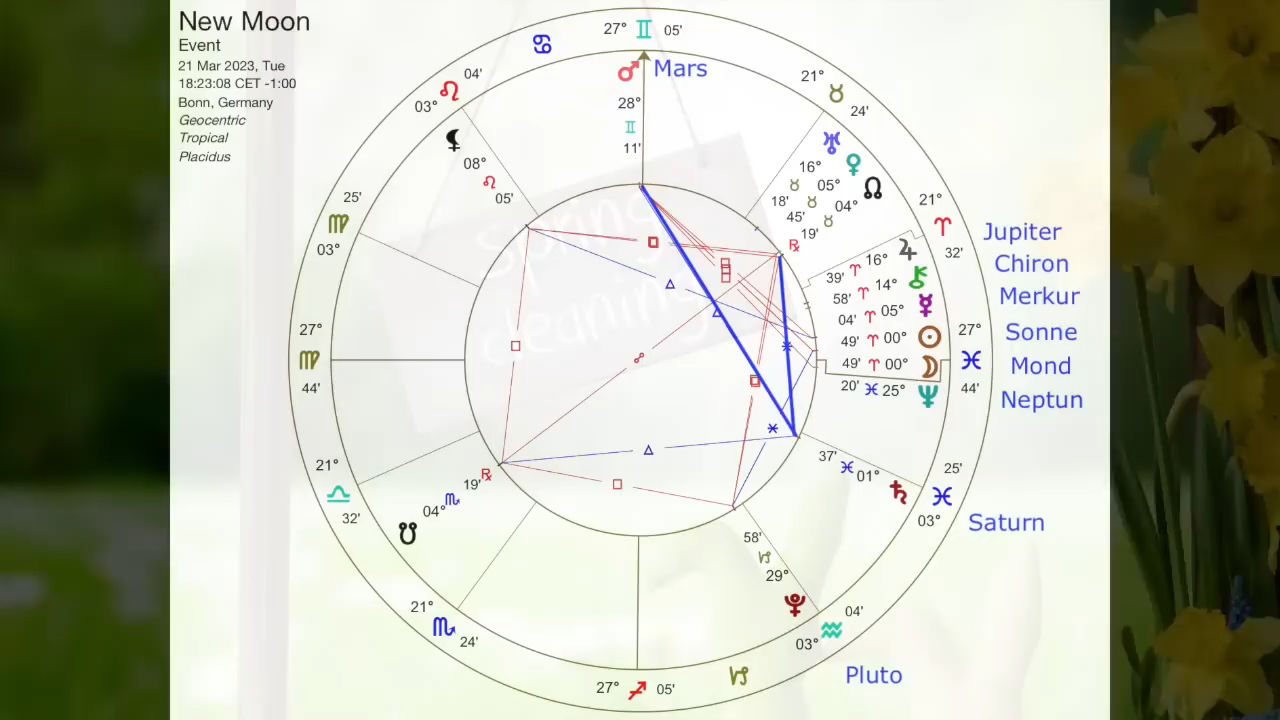 New Moon
Event
21 Mar 2023, Tue
18:23:08 CET -1:00
Bonn, Germany
Geocentric
Tropical
Placidus
27° ♊ 05'
♋
04'
♌
03°
♂ Mars
28°
♊
11'
21°
♉
24'
⚸
08°
♌
05'
♅
16°
♉
18'
♀
05°
♉
45'
☊
04°
♉
19'
℞
25'
♍
03°
21°
♈
32'
Jupiter
39' ♈ 16° ♃
Chiron
58' ♈ 14° ⚷
Merkur
04' ♈ 05° ☿
Sonne
49' ♈ 00° ☉
Mond
49' ♈ 00° ☽
Neptun
20' ♓ 25° ♆
Spring
cleaning
27°
♍
44'
27°
♓
44'
21°
♎
32'
19' ℞
04° ♏
☋
37' ♓ 01° ♄
25'
♓
03°
Saturn
58'
♑
29°
♇
21°
♏
24'
04'
♒
03°
Pluto
27° ♐ 05'
♑